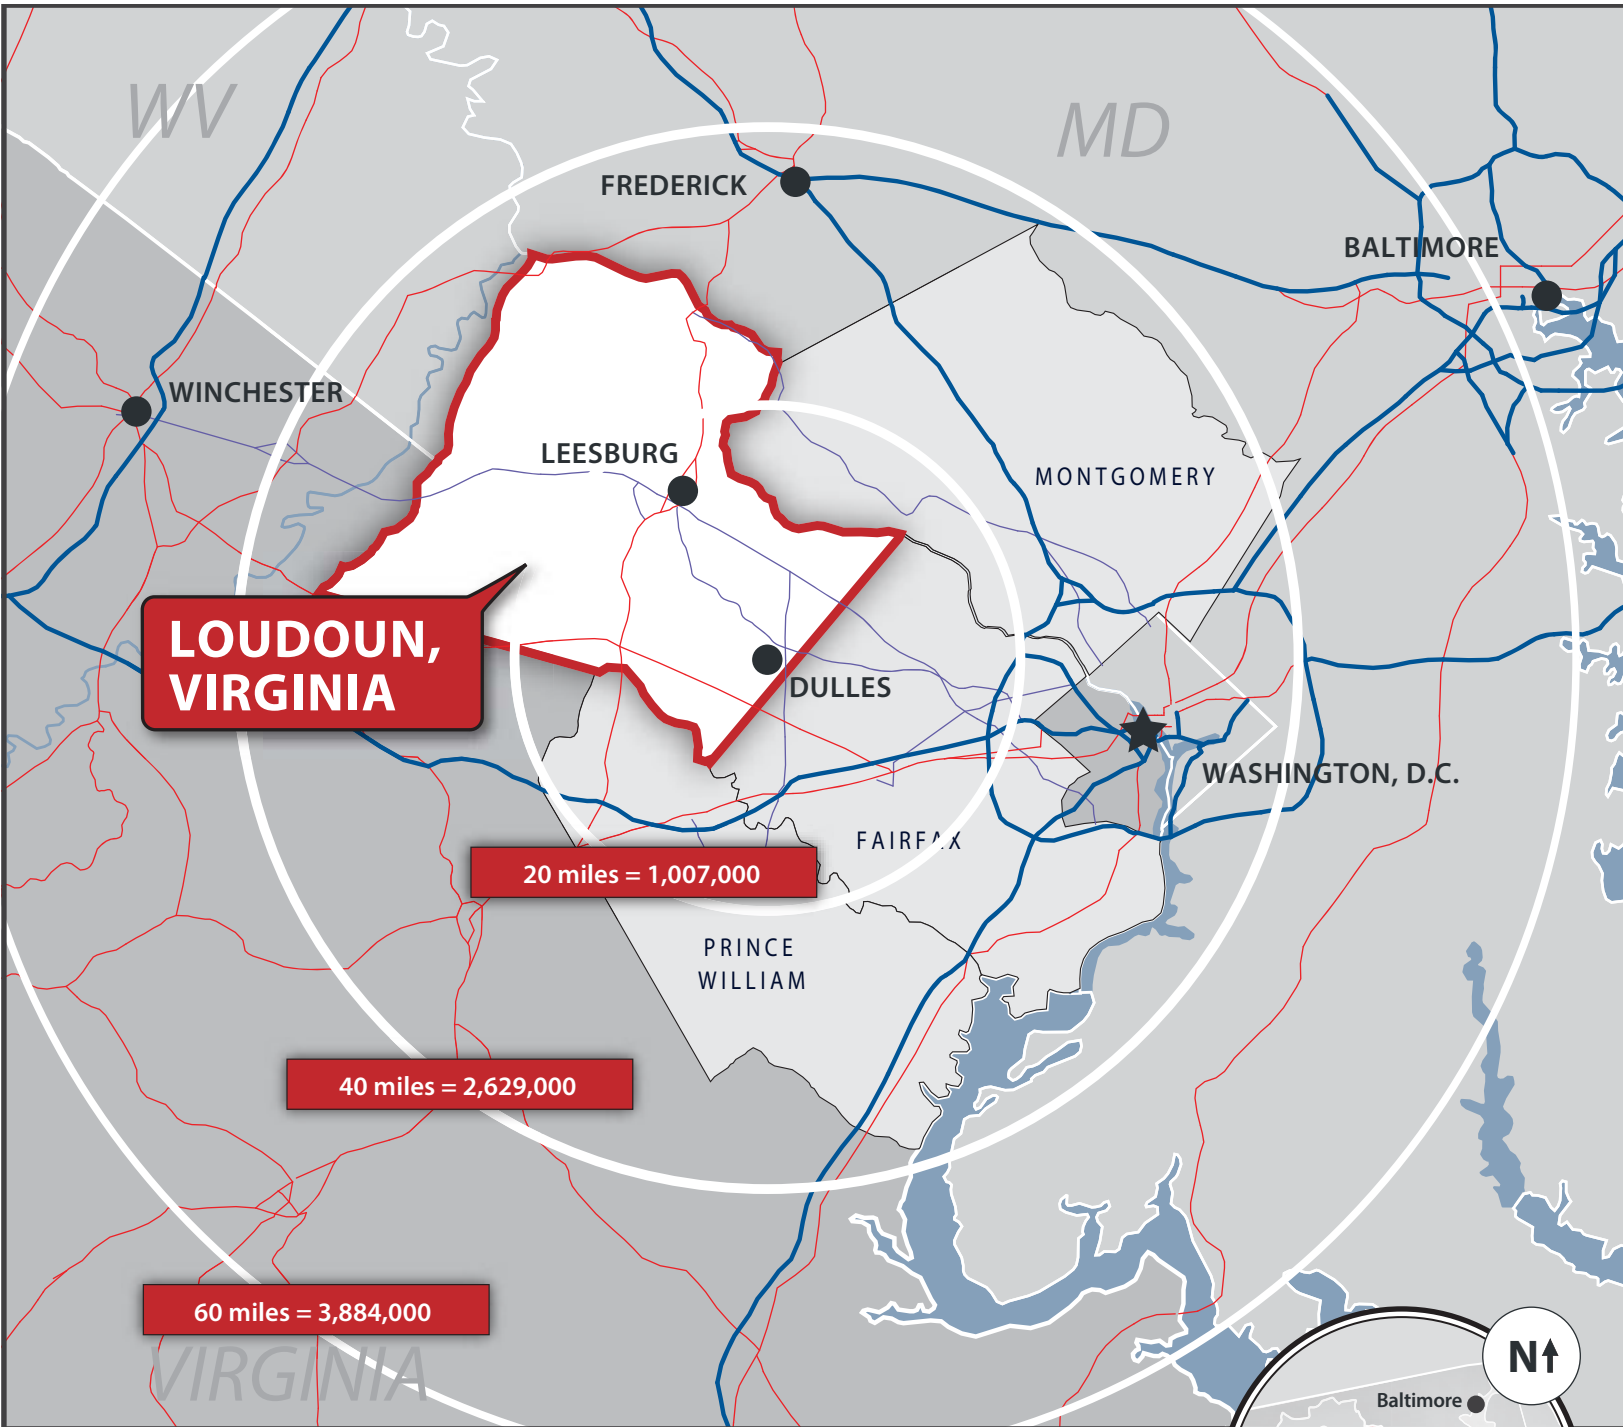 WV
MD
FREDERICK
BALTIMORE
WINCHESTER
LEESBURG
MONTGOMERY
LOUDOUN,
VIRGINIA
DULLES
WASHINGTON, D.C.
FAIRFAX
20 miles = 1,007,000
PRINCE
WILLIAM
40 miles = 2,629,000
60 miles = 3,884,000
VIRGINIA
N
Baltimore